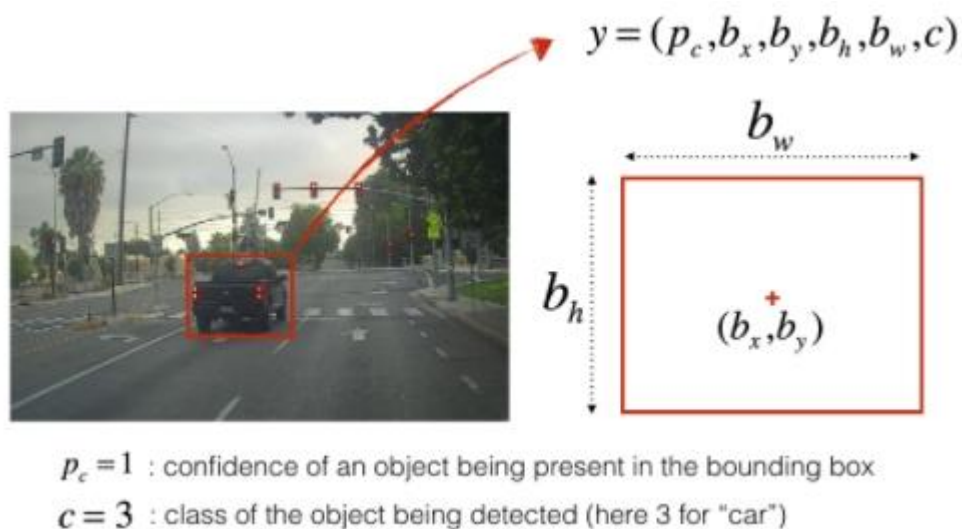 y = (p_c, b_x, b_y, b_h, b_w, c)
b_w
b_h
(b_x, b_y)
p_c = 1 : confidence of an object being present in the bounding box
c = 3 : class of the object being detected (here 3 for “car”)